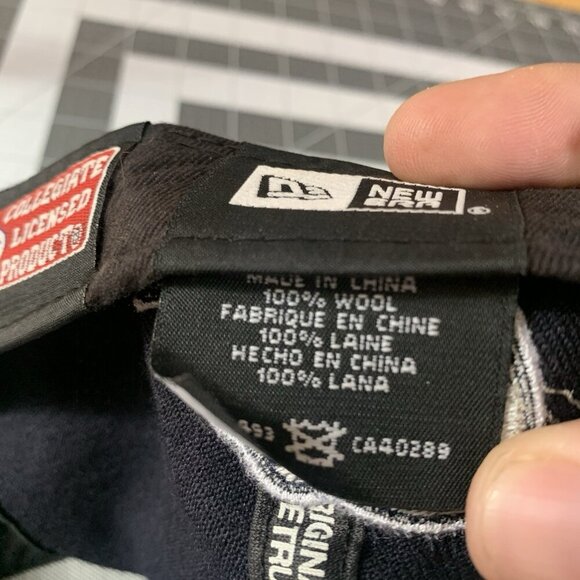 COLLEGIATE
LICENSED
PRODUCT
NE
NEW
ERA
®
MADE IN CHINA
100% WOOL
FABRIQUE EN CHINE
100% LAINE
HECHO EN CHINA
100% LANA
CA40289